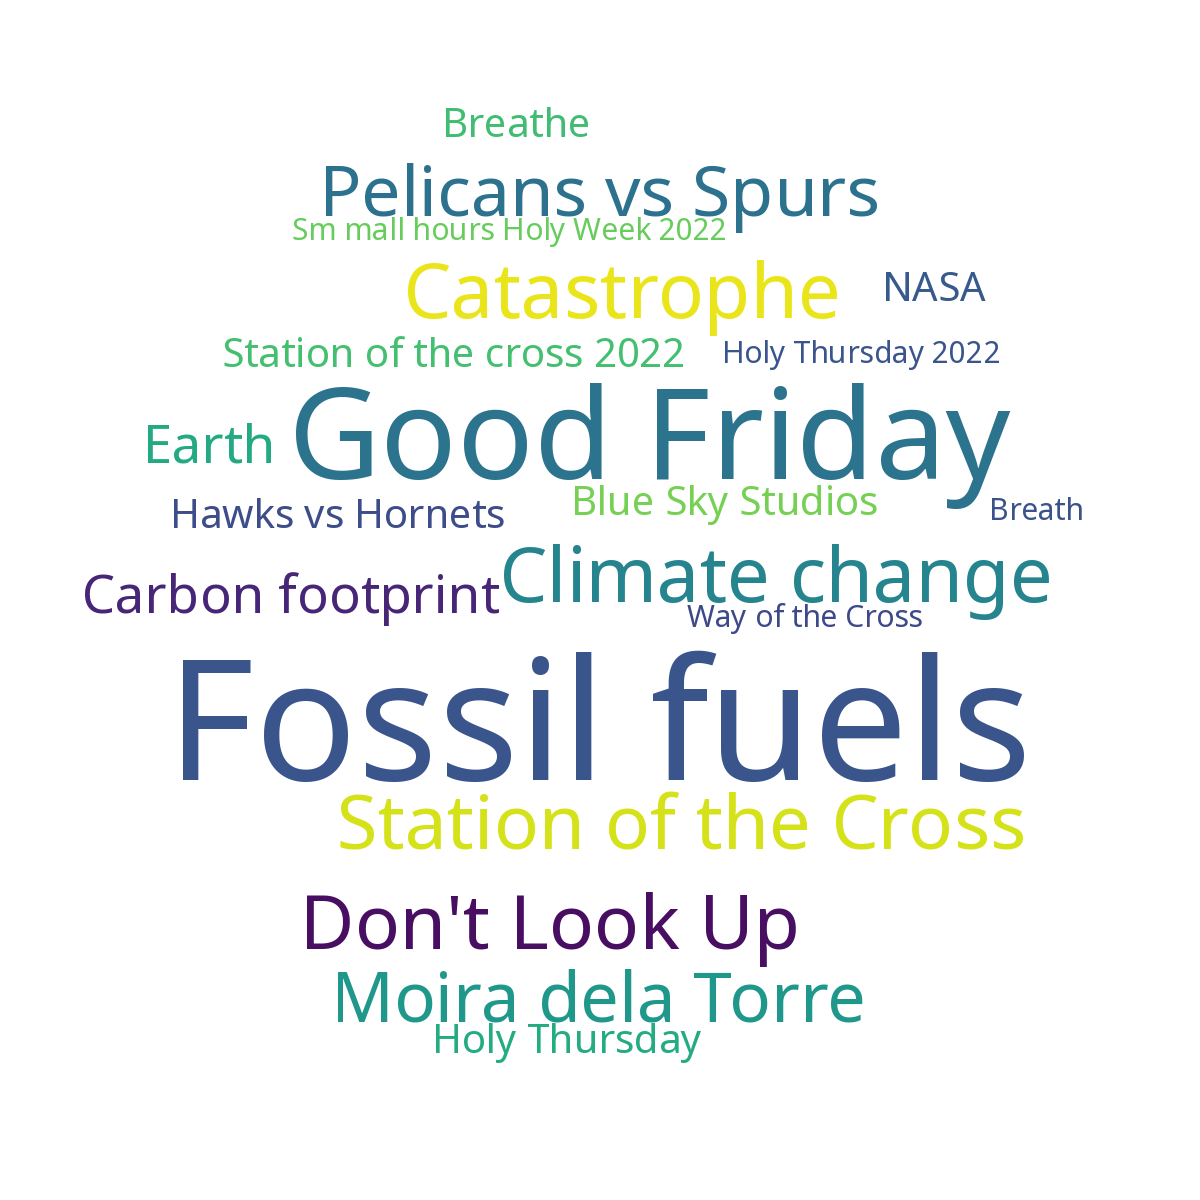 Breathe
Pelicans vs Spurs
Sm mall hours Holy Week 2022
Catastrophe
NASA
Station of the cross 2022
Holy Thursday 2022
Good Friday
Earth
Blue Sky Studios
Hawks vs Hornets
Breath
Climate change
Carbon footprint
Way of the Cross
Fossil fuels
Station of the Cross
Don't Look Up
Moira dela Torre
Holy Thursday